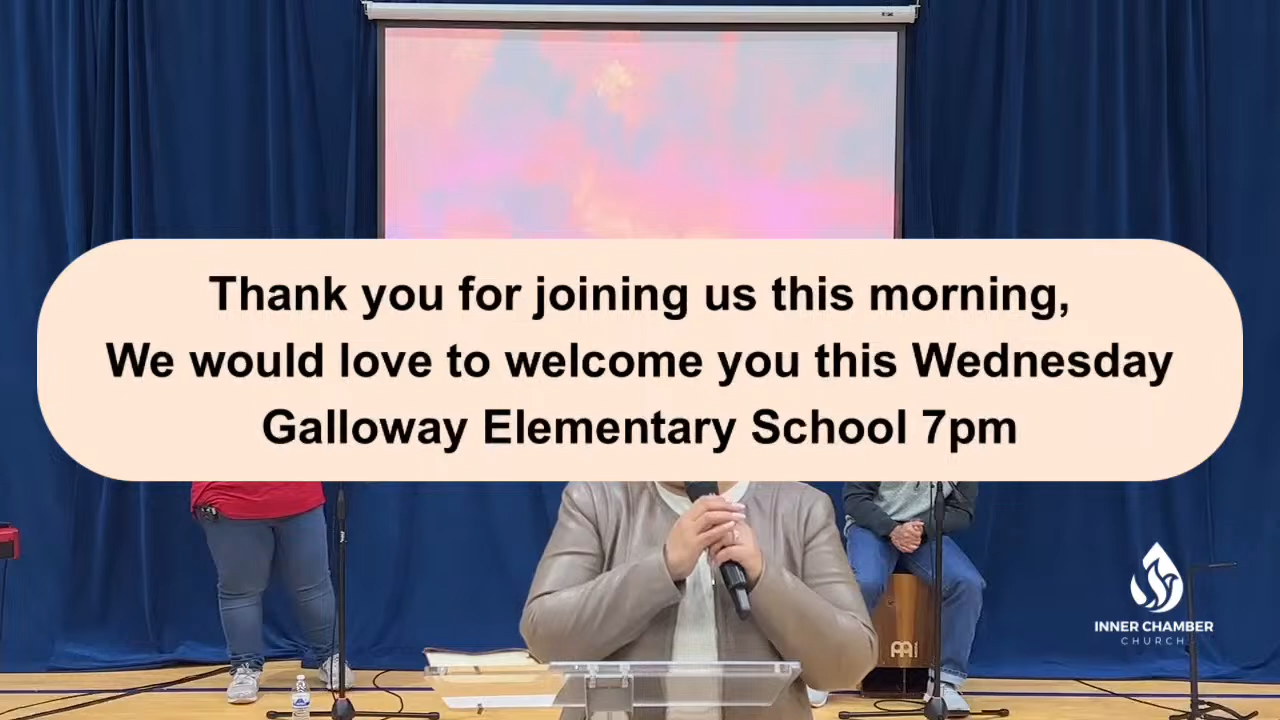 Thank you for joining us this morning,
We would love to welcome you this Wednesday
Galloway Elementary School 7pm
INNER CHAMBER
CHURCH